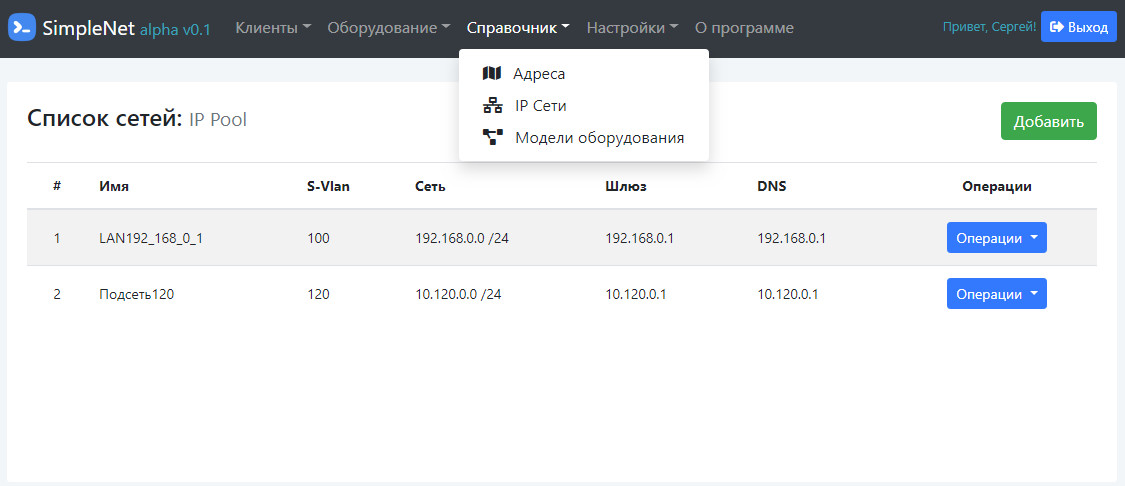 SimpleNet alpha v0.1 Клиенты Оборудование Справочник Настройки О программе Привет, Сергей! Выход
Адреса
IP Сети
Модели оборудования
Список сетей: IP Pool Добавить
# Имя S-Vlan Сеть Шлюз DNS Операции
1 LAN192_168_0_1 100 192.168.0.0 /24 192.168.0.1 192.168.0.1 Операции
2 Подсеть120 120 10.120.0.0 /24 10.120.0.1 10.120.0.1 Операции